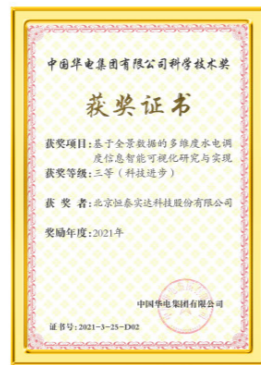 中国华电集团有限公司科学技术奖
获奖证书
获奖项目:基于全景数据的多维度水电调
度信息智能可视化研究与实现
获奖等级:三等(科技进步)
获 奖 者:北京恒泰实达科技股份有限公司
奖励年度:2021年
中国华电集团有限公司
证书号:2021-3-25-D02